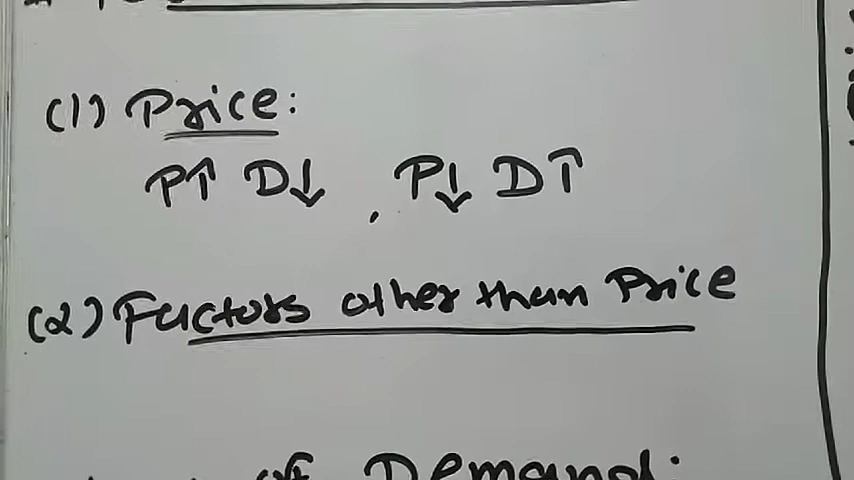 (1) Price:
P↑ D↓, P↓ D↑
(2) Factors other than Price
of Demand: